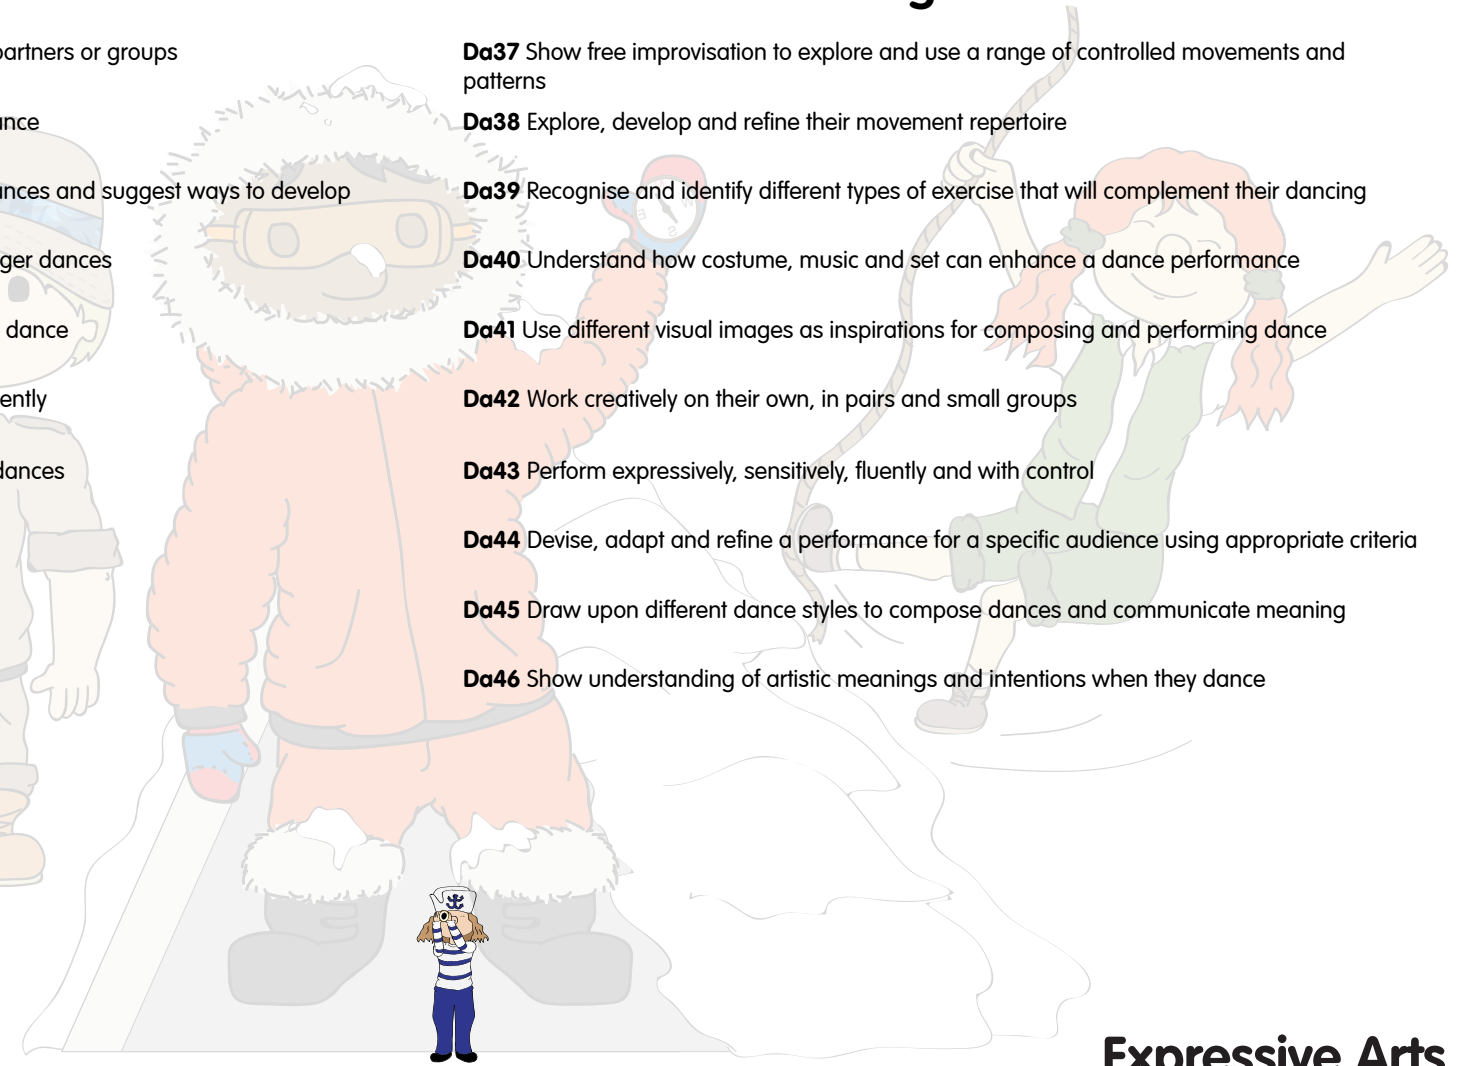 partners or groups
ances and suggest ways to develop
dances
dance
dances
Da37 Show free improvisation to explore and use a range of controlled movements and
patterns
Da38 Explore, develop and refine their movement repertoire
Da39 Recognise and identify different types of exercise that will complement their dancing
Da40 Understand how costume, music and set can enhance a dance performance
Da41 Use different visual images as inspirations for composing and performing dance
Da42 Work creatively on their own, in pairs and small groups
Da43 Perform expressively, sensitively, fluently and with control
Da44 Devise, adapt and refine a performance for a specific audience using appropriate criteria
Da45 Draw upon different dance styles to compose dances and communicate meaning
Da46 Show understanding of artistic meanings and intentions when they dance
Expressive Arts